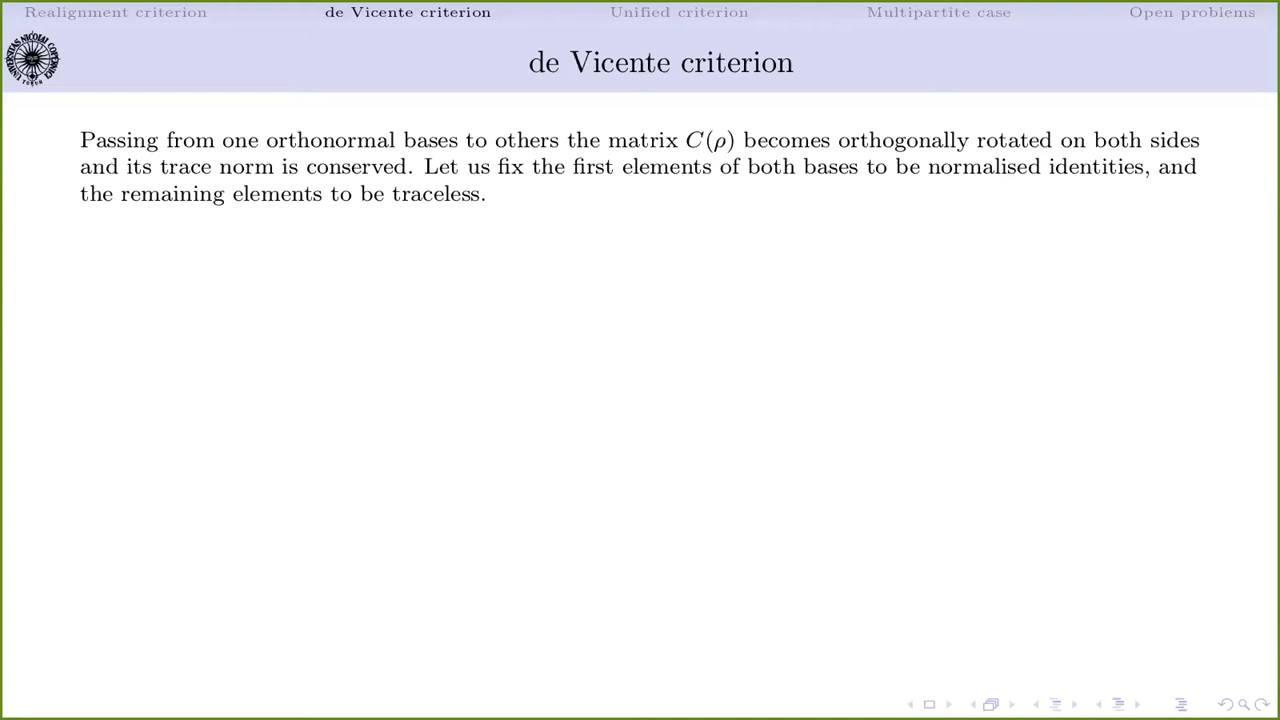 Realignment criterion de Vicente criterion Unified criterion Multipartite case Open problems
de Vicente criterion
Passing from one orthonormal bases to others the matrix C(ρ) becomes orthogonally rotated on both sides
and its trace norm is conserved. Let us fix the first elements of both bases to be normalised identities, and
the remaining elements to be traceless.